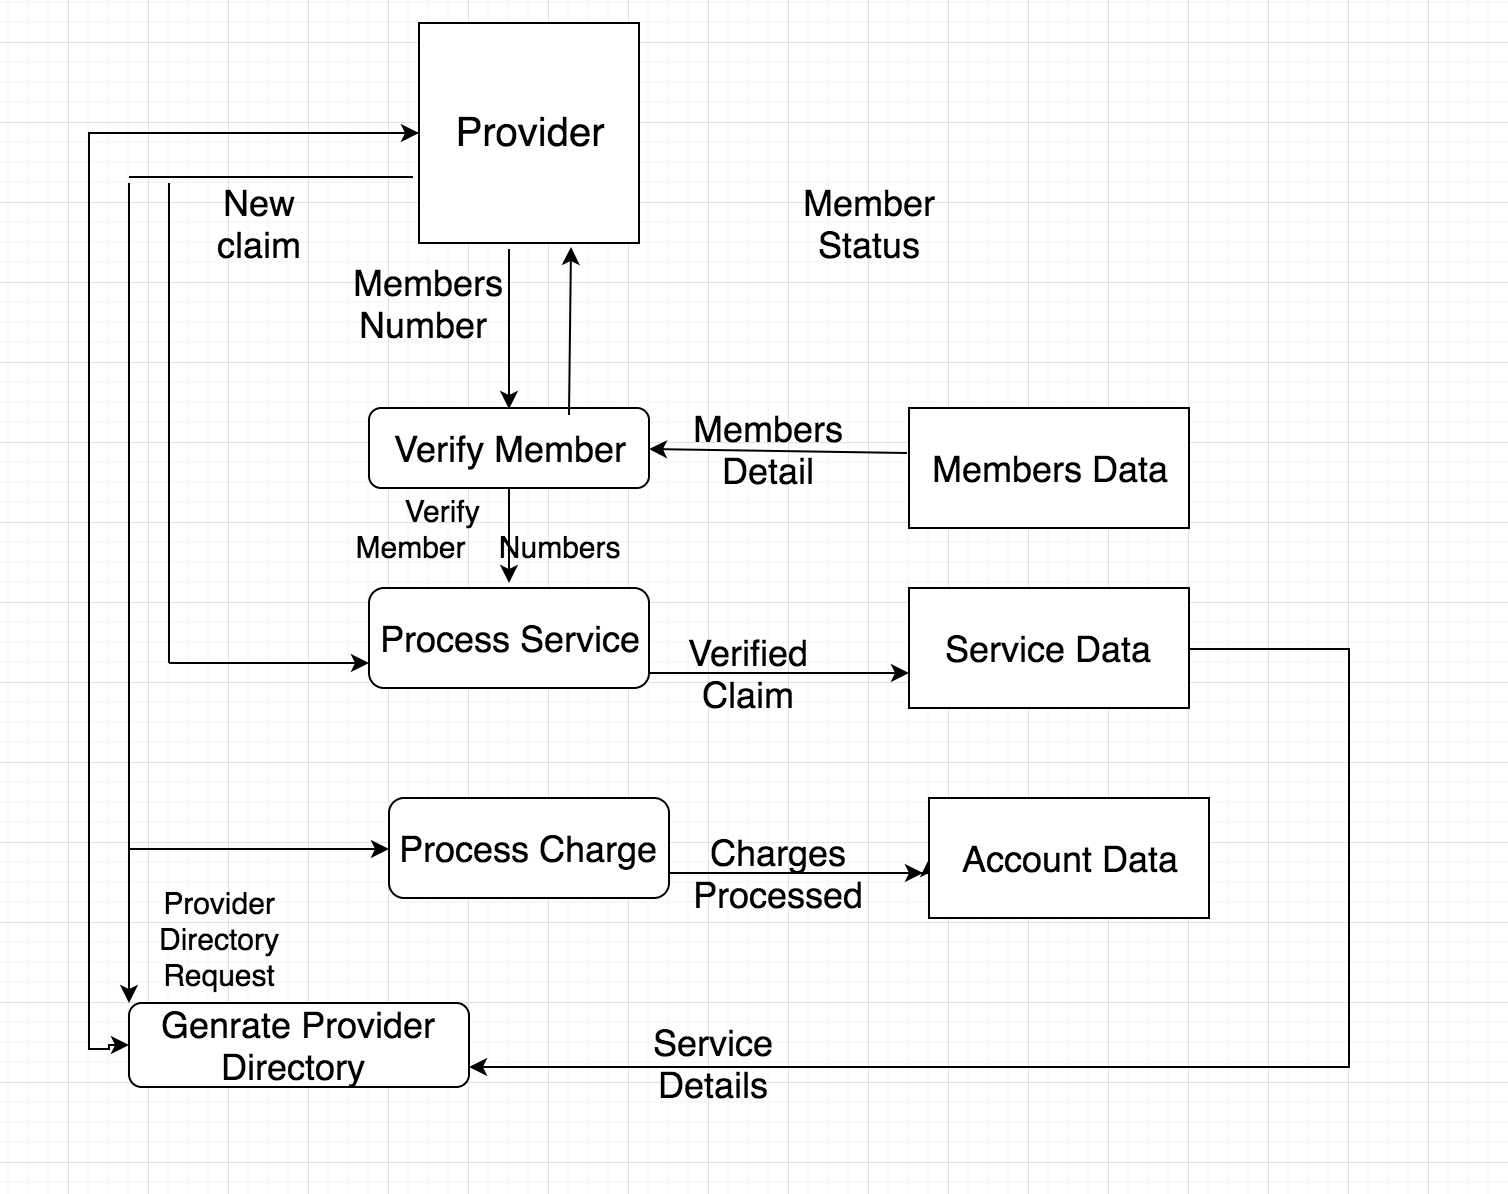 Provider
New
claim
Member
Status
Members
Number
Verify Member
Members
Detail
Members Data
Verify
Member Numbers
Process Service
Verified
Claim
Service Data
Process Charge
Charges
Processed
Account Data
Provider
Directory
Request
Genrate Provider
Directory
Service
Details